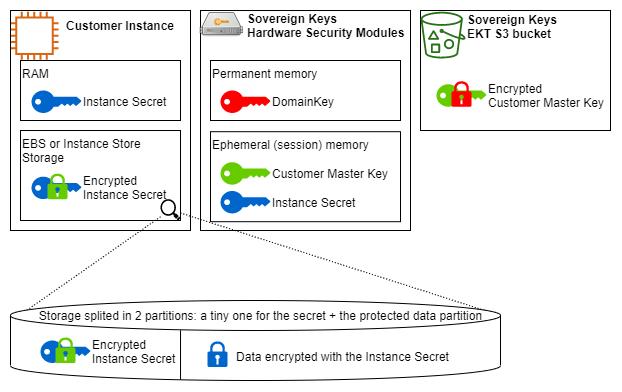 Customer Instance
RAM
Instance Secret
EBS or Instance Store
Storage
Encrypted
Instance Secret
Sovereign Keys
Hardware Security Modules
Permanent memory
DomainKey
Ephemeral (session) memory
Customer Master Key
Instance Secret
Sovereign Keys
EKT S3 bucket
Encrypted
Customer Master Key
Storage splited in 2 partitions: a tiny one for the secret + the protected data partition
Encrypted
Instance Secret
Data encrypted with the Instance Secret